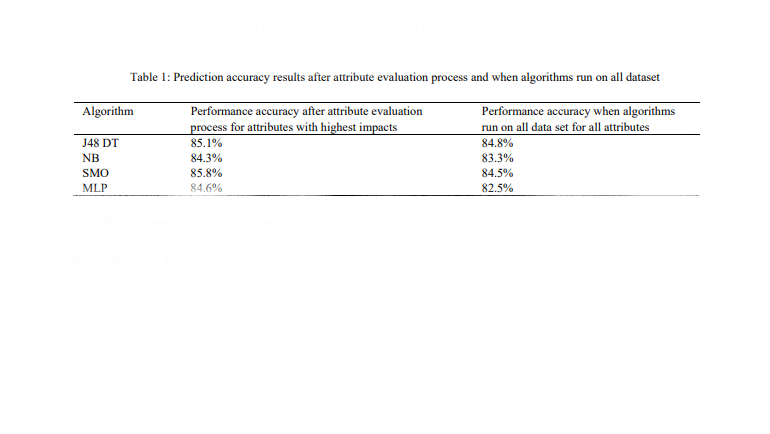 Table 1: Prediction accuracy results after attribute evaluation process and when algorithms run on all dataset
Algorithm Performance accuracy after attribute evaluation process for attributes with highest impacts Performance accuracy when algorithms run on all data set for all attributes
J48 DT 85.1% 84.8%
NB 84.3% 83.3%
SMO 85.8% 84.5%
MLP 84.6% 82.5%